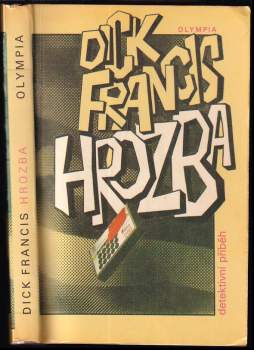 DICK FRANCIS HROZBA OLYMPIA
OLYMPIA
DICK
FRANCIS
HROZBA
detektivní příběh